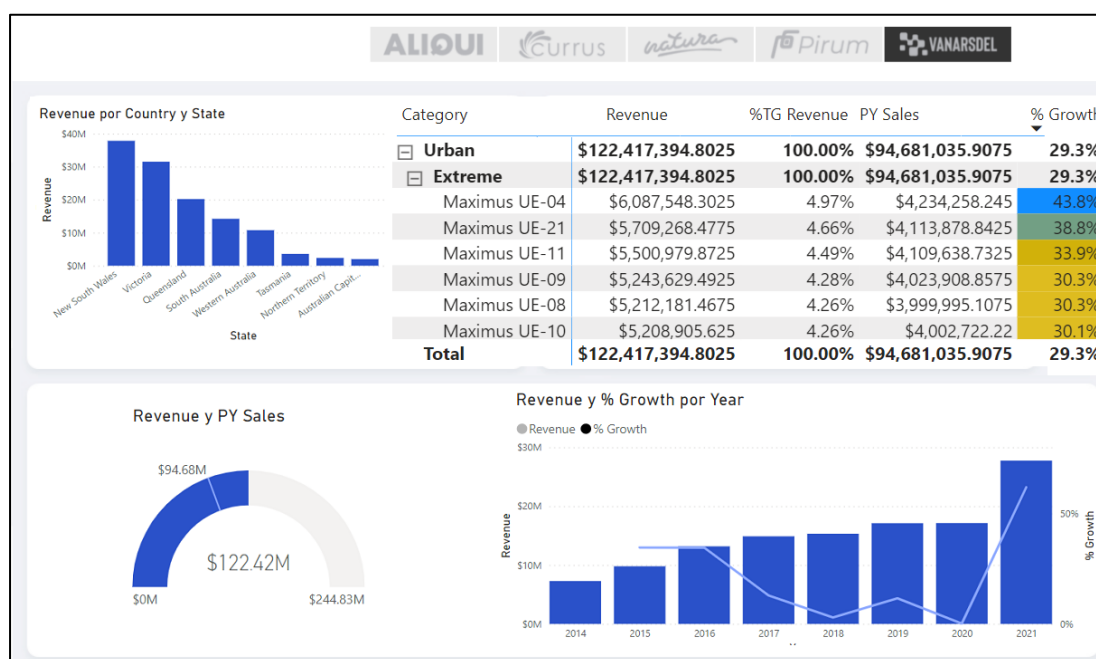 ALIQUI currus natura Pirum VANARSDEL
Revenue por Country y State
$40M
$30M
$20M
$10M
$0M
Revenue
New South Wales
Victoria
Queensland
South Australia
Western Australia
Tasmania
Northern Territory
Australian Capit...
State
Category Revenue %TG Revenue PY Sales % Growth
Urban $122,417,394.8025 100.00% $94,681,035.9075 29.3%
Extreme $122,417,394.8025 100.00% $94,681,035.9075 29.3%
Maximus UE-04 $6,087,548.3025 4.97% $4,234,258.245 43.8%
Maximus UE-21 $5,709,268.4775 4.66% $4,113,878.8425 38.8%
Maximus UE-11 $5,500,979.8725 4.49% $4,109,638.7325 33.9%
Maximus UE-09 $5,243,629.4925 4.28% $4,023,908.8575 30.3%
Maximus UE-08 $5,212,181.4675 4.26% $3,999,995.1075 30.3%
Maximus UE-10 $5,208,905.625 4.26% $4,002,722.22 30.1%
Total $122,417,394.8025 100.00% $94,681,035.9075 29.3%
Revenue y PY Sales
$94.68M
$122.42M
$0M $244.83M
Revenue y % Growth por Year
Revenue % Growth
$30M
$20M
$10M
$0M
Revenue
50%
0%
% Growth
2014 2015 2016 2017 2018 2019 2020 2021